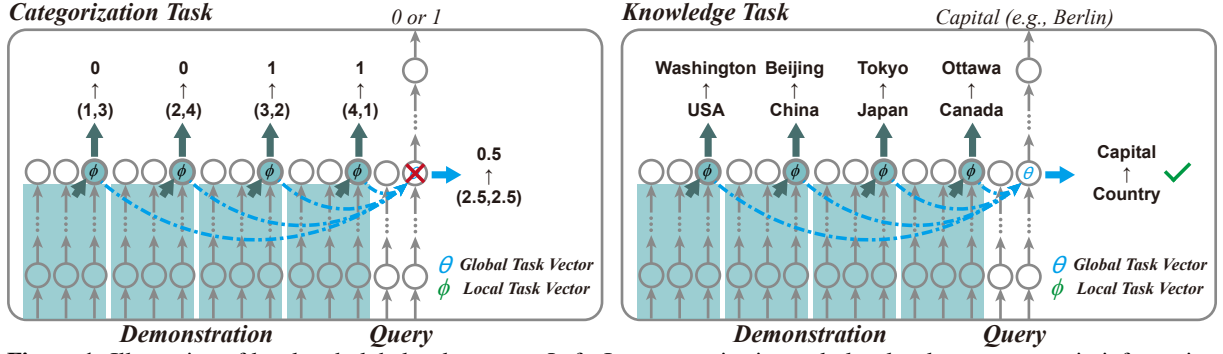 Categorization Task
0 or 1
0 0 1 1
↑ ↑ ↑ ↑
(1,3) (2,4) (3,2) (4,1)
ϕ ϕ ϕ ϕ
0.5
↑
(2.5,2.5)
θ Global Task Vector
ϕ Local Task Vector
Demonstration Query
Knowledge Task
Capital (e.g., Berlin)
Washington Beijing Tokyo Ottawa
↑ ↑ ↑ ↑
USA China Japan Canada
ϕ ϕ ϕ ϕ θ
Capital
↑
Country
θ Global Task Vector
ϕ Local Task Vector
Demonstration Query